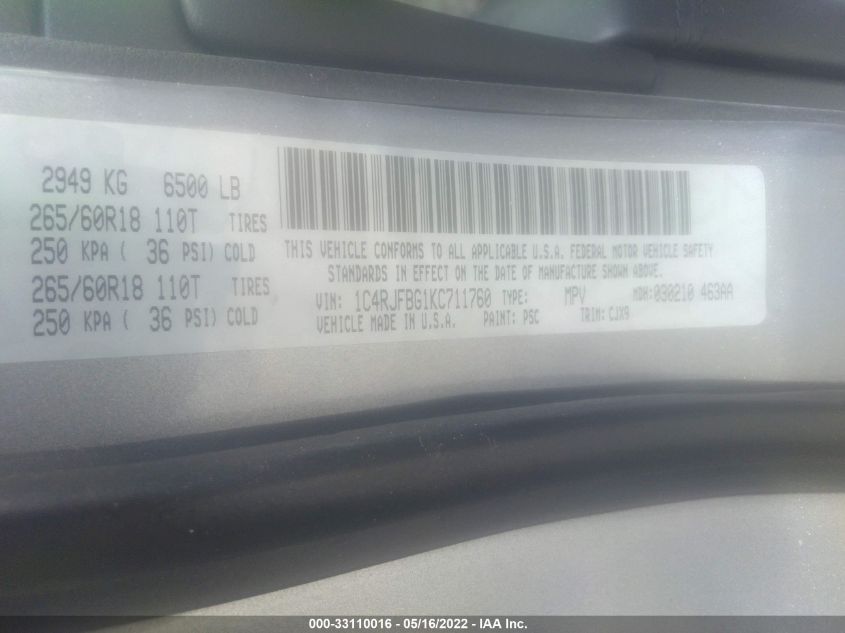 2949 KG 6500 LB
265/60R18 110T TIRES
250 KPA ( 36 PSI) COLD
265/60R18 110T TIRES
250 KPA ( 36 PSI) COLD
THIS VEHICLE CONFORMS TO ALL APPLICABLE U.S.A. FEDERAL MOTOR VEHICLE SAFETY
STANDARDS IN EFFECT ON THE DATE OF MANUFACTURE SHOWN ABOVE.
VIN: 1C4RJFBG1KC711760 TYPE: MPV MDH:030210 463AA
VEHICLE MADE IN U.S.A. PAINT: PSC TRIM: CJX9
000-33110016 - 05/16/2022 - IAA Inc.